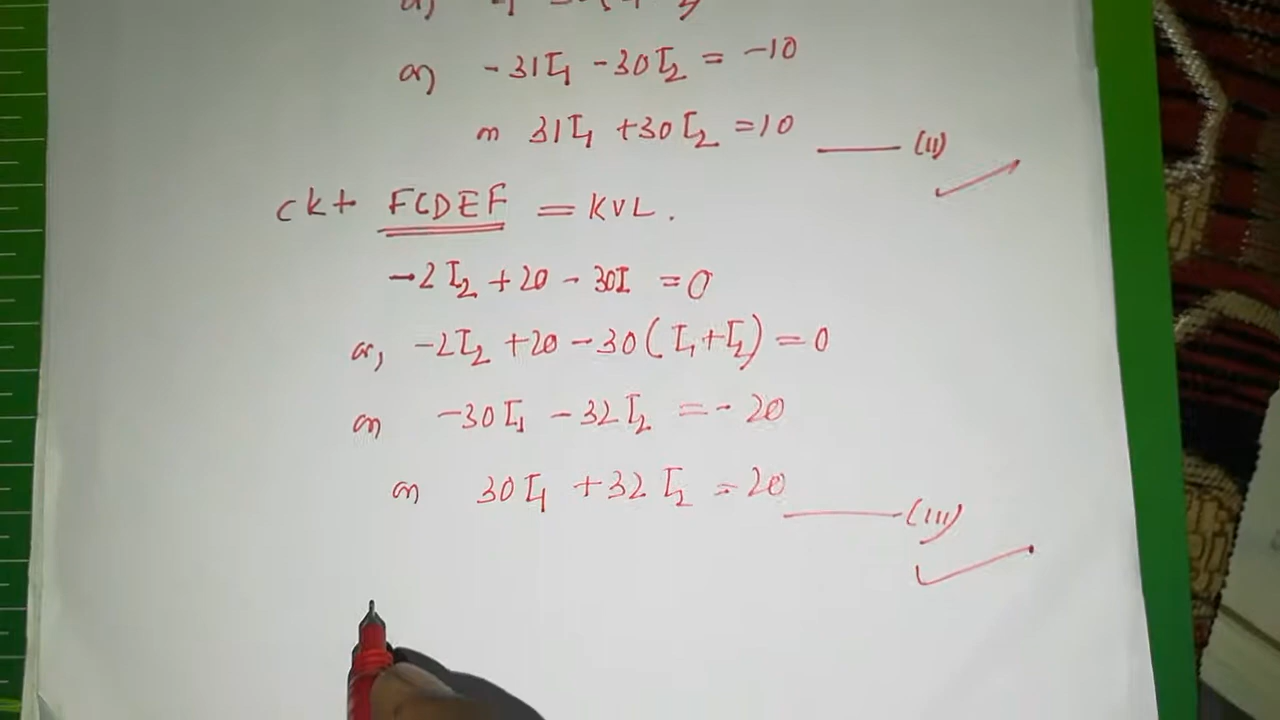 or -31I₁ -30I₂ = -10
or 31I₁ +30I₂ =10 —— (II)
ckt FCDEF = KVL.
-2I₂ +20 - 30I =0
or, -2I₂ +20 -30(I₁+I₂) =0
or -30I₁ -32I₂ = - 20
or 30I₁ +32I₂ =20 —— (III)